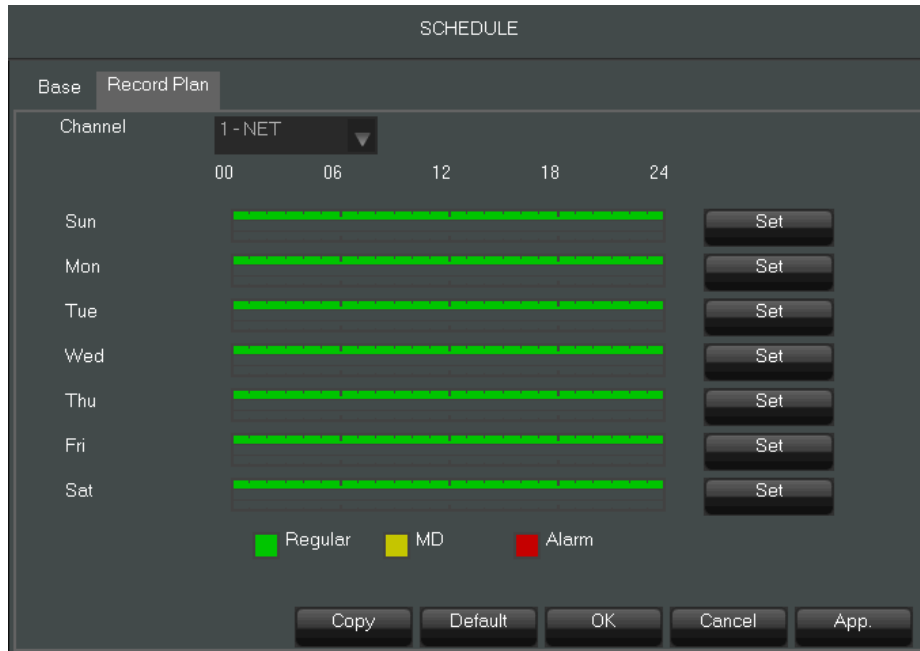 SCHEDULE
Base Record Plan
Channel 1-NET
00 06 12 18 24
Sun Set
Mon Set
Tue Set
Wed Set
Thu Set
Fri Set
Sat Set
Regular MD Alarm
Copy Default OK Cancel App.